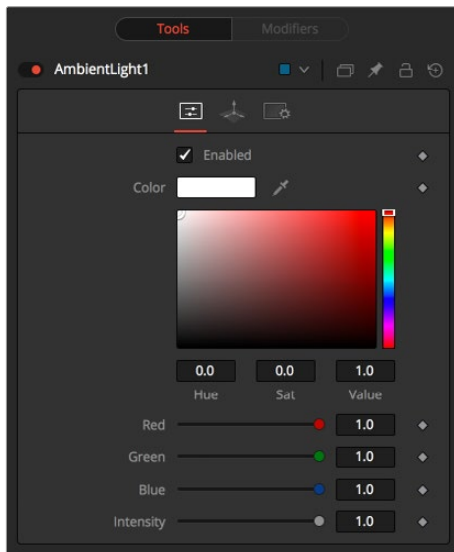 Tools Modifiers
AmbientLight1
Enabled
Color
0.0 0.0 1.0
Hue Sat Value
Red 1.0
Green 1.0
Blue 1.0
Intensity 1.0